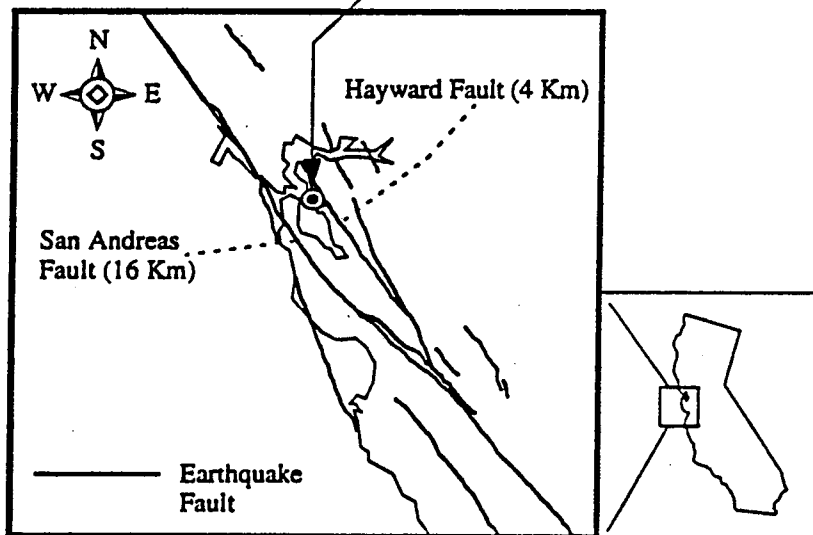 N
W E
S
Hayward Fault (4 Km)
San Andreas
Fault (16 Km)
Earthquake
Fault